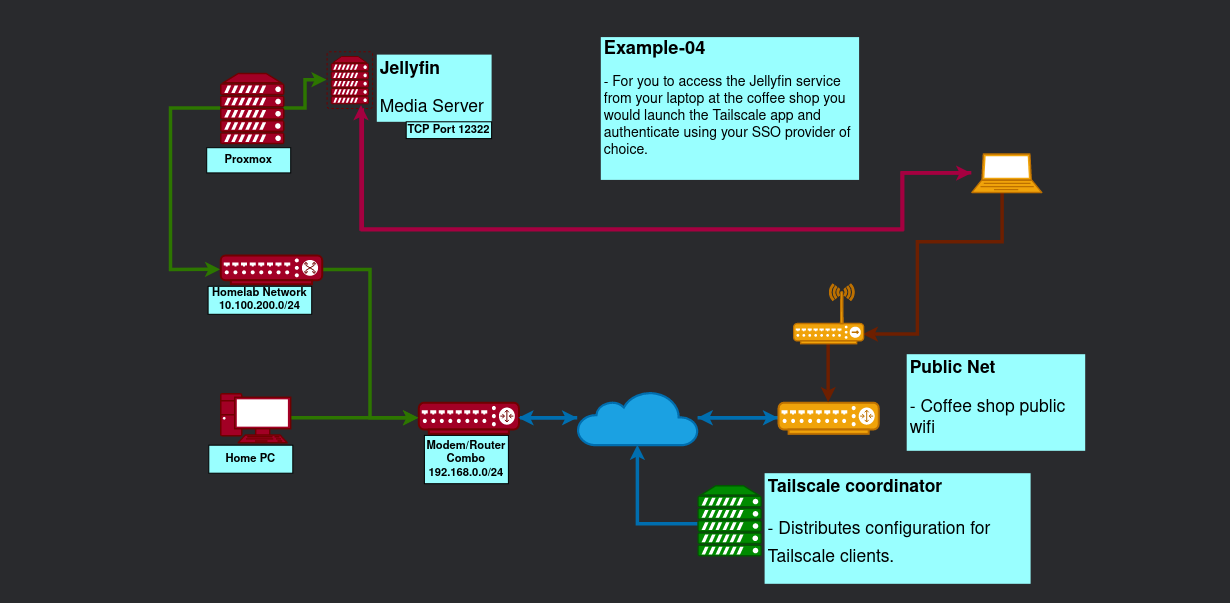 Jellyfin
Media Server
TCP Port 12322
Example-04
- For you to access the Jellyfin service
from your laptop at the coffee shop you
would launch the Tailscale app and
authenticate using your SSO provider of
choice.
Proxmox
Homelab Network
10.100.200.0/24
Public Net
- Coffee shop public
wifi
Home PC
Modem/Router
Combo
192.168.0.0/24
Tailscale coordinator
- Distributes configuration for
Tailscale clients.